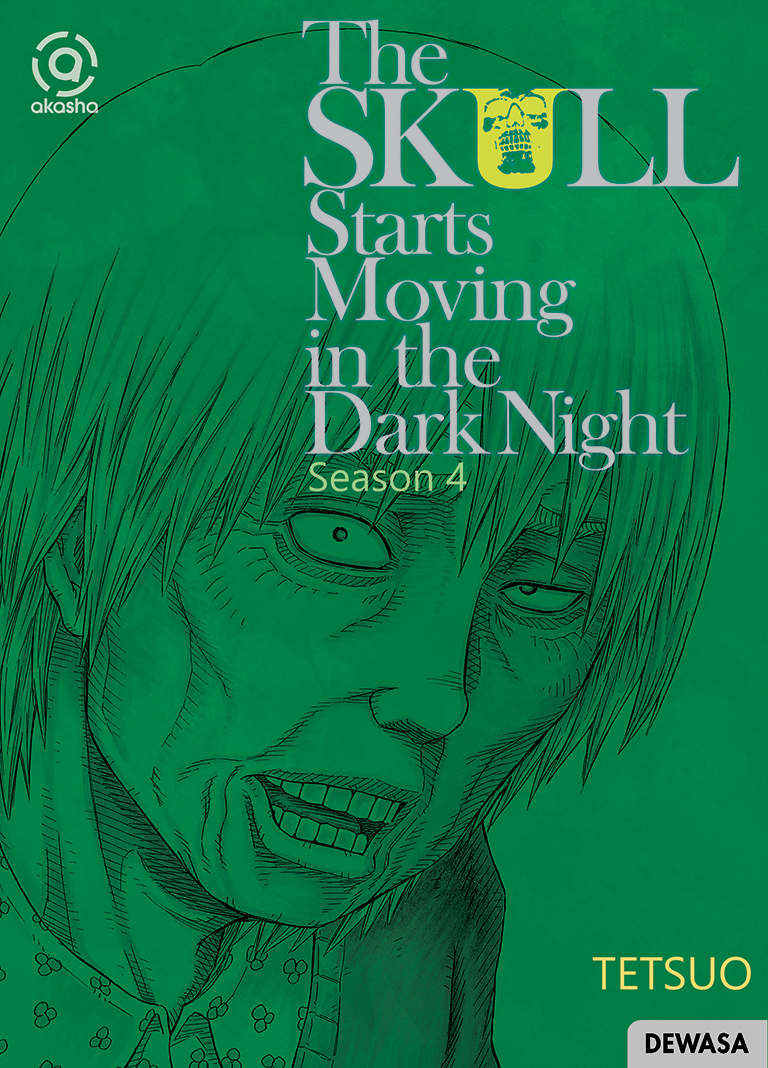 akasha
The
SKULL
Starts
Moving
in the
Dark Night
Season 4
TETSUO
DEWASA